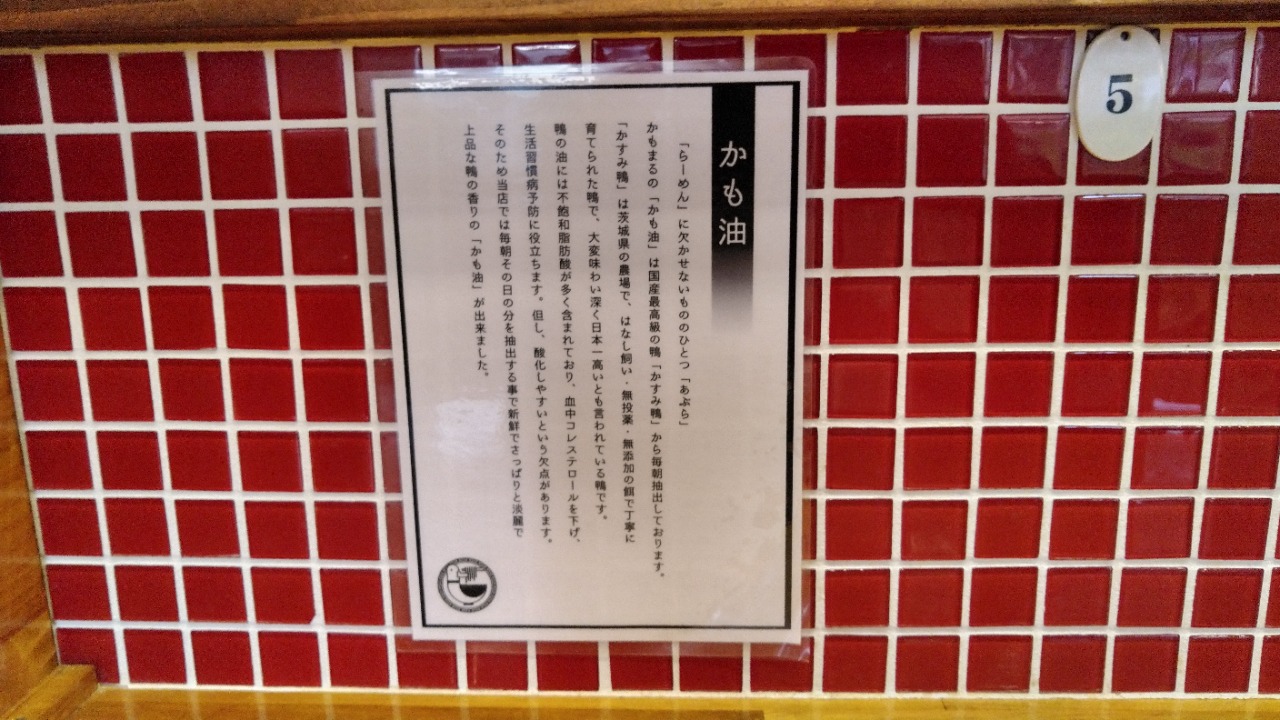 かも油
「らーめん」に欠かせないもののひとつ「あぶら」
かもまるの「かも油」は国産最高級の鴨「かすみ鴨」から毎朝抽出しております。
「かすみ鴨」は茨城県の農場で、はなし飼い・無投薬・無添加の餌で丁寧に
育てられた鴨で、大変味わい深く日本一高いとも言われている鴨です。
鴨の油には不飽和脂肪酸が多く含まれており、血中コレステロールを下げ、
生活習慣病予防に役立ちます。但し、酸化しやすいという欠点があります。
そのため当店では毎朝その日の分を抽出する事で新鮮でさっぱりと淡麗で
上品な鴨の香りの「かも油」が出来ました。
5